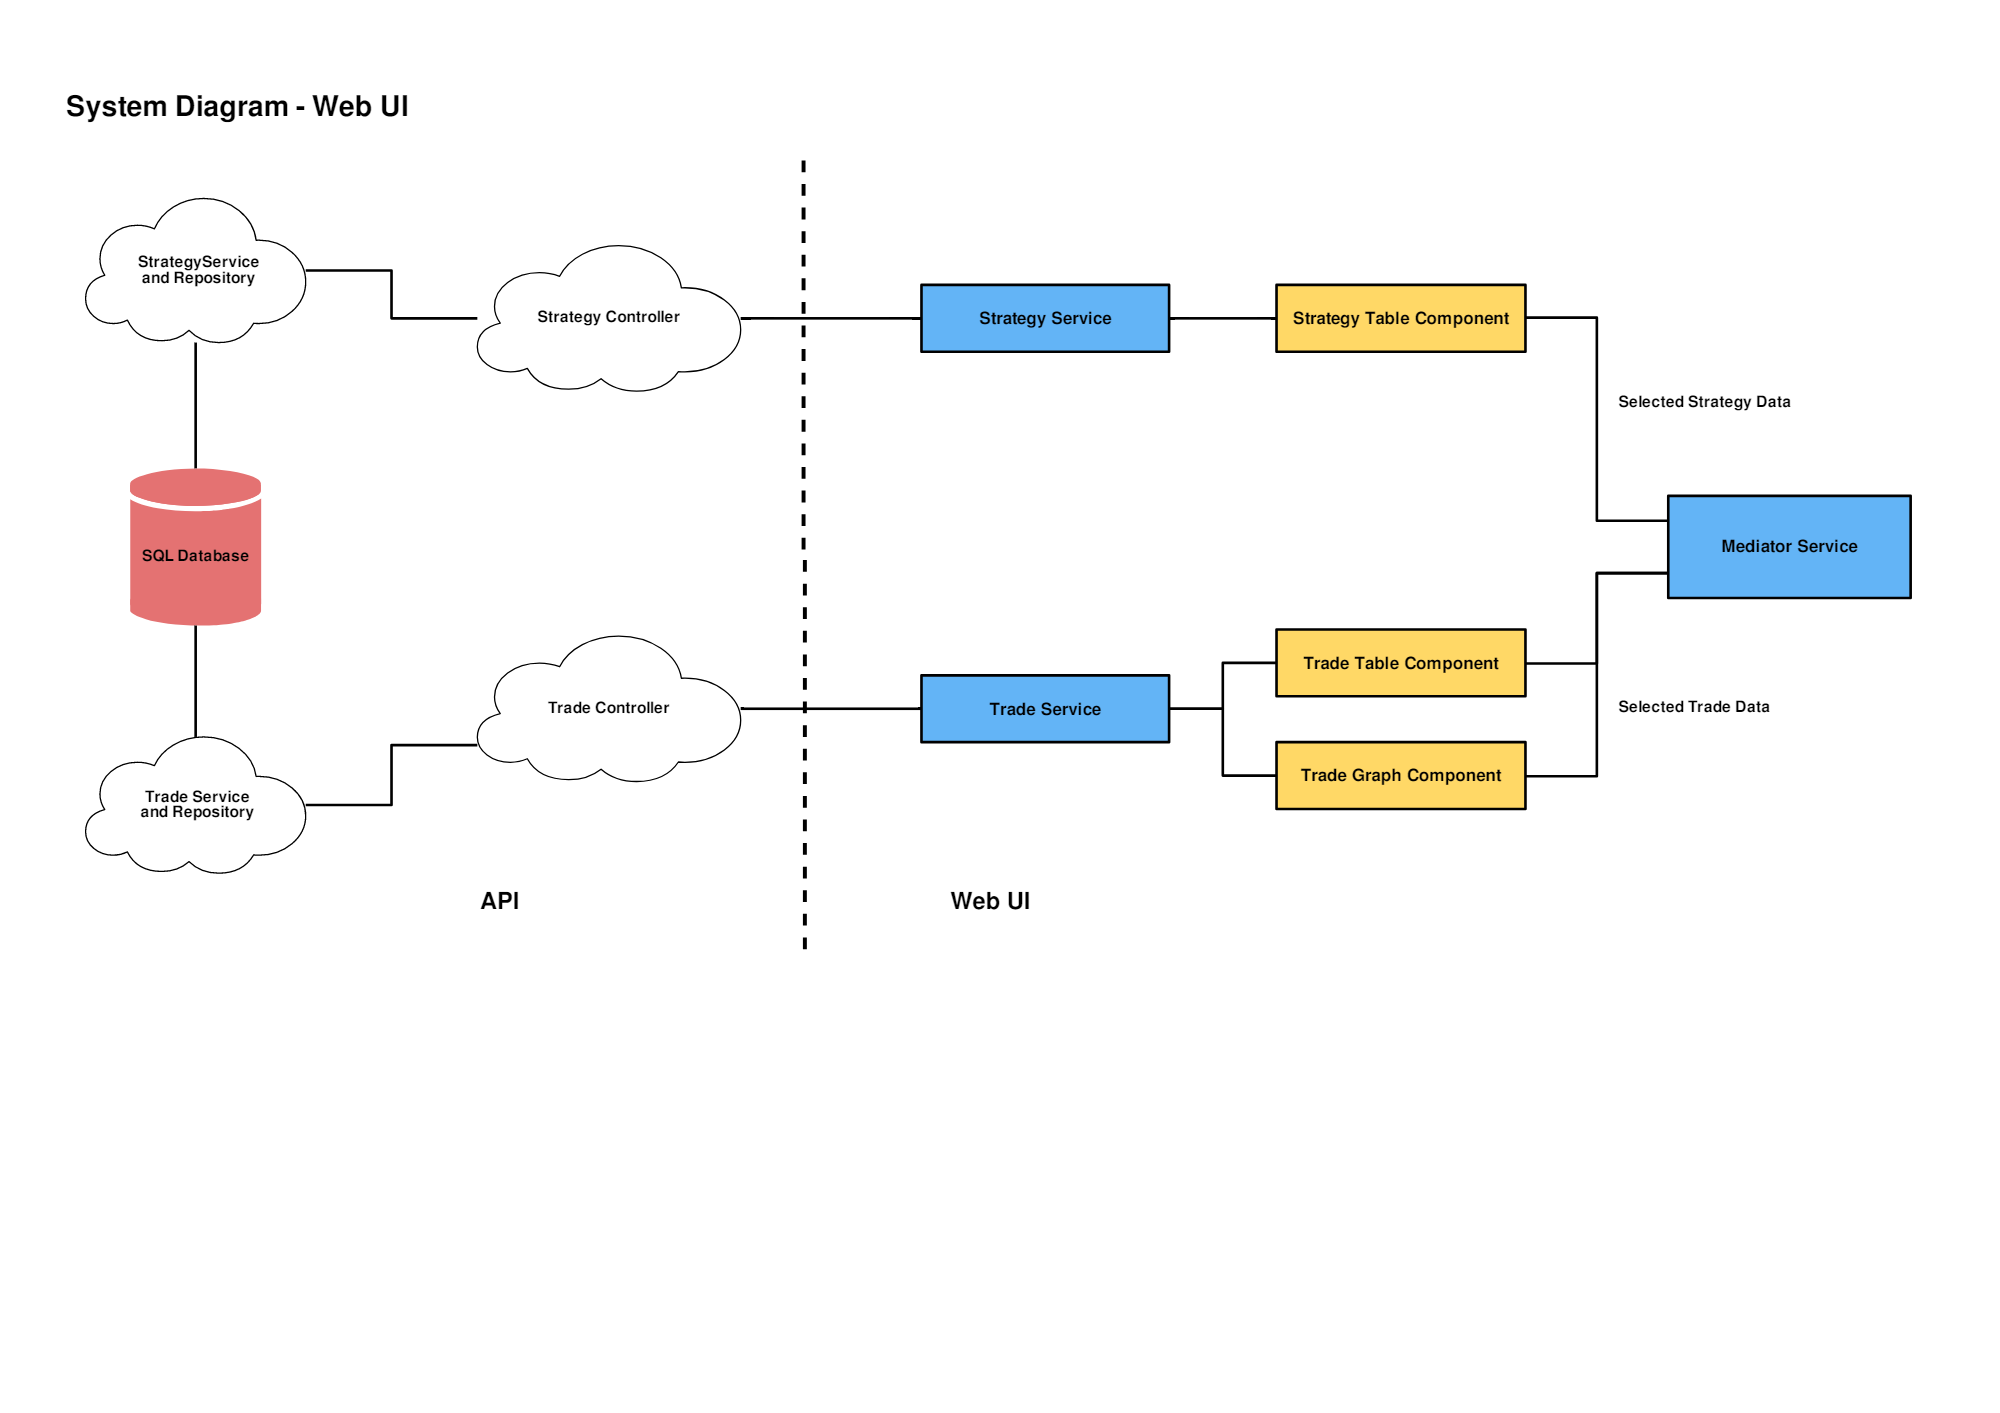 System Diagram - Web UI
StrategyService
and Repository
Strategy Controller
Strategy Service
Strategy Table Component
Selected Strategy Data
SQL Database
Mediator Service
Trade Controller
Trade Service
Trade Table Component
Selected Trade Data
Trade Graph Component
Trade Service
and Repository
API
Web UI